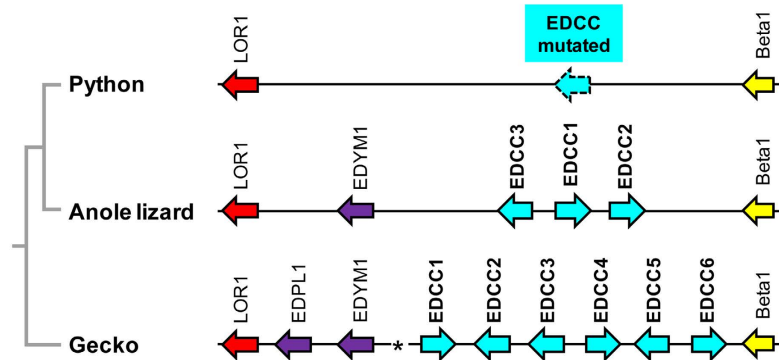 EDCC
mutated
LOR1
Beta1
Python
LOR1
EDYM1
EDCC3
EDCC1
EDCC2
Beta1
Anole lizard
LOR1
EDPL1
EDYM1
EDCC1
EDCC2
EDCC3
EDCC4
EDCC5
EDCC6
Beta1
Gecko
*